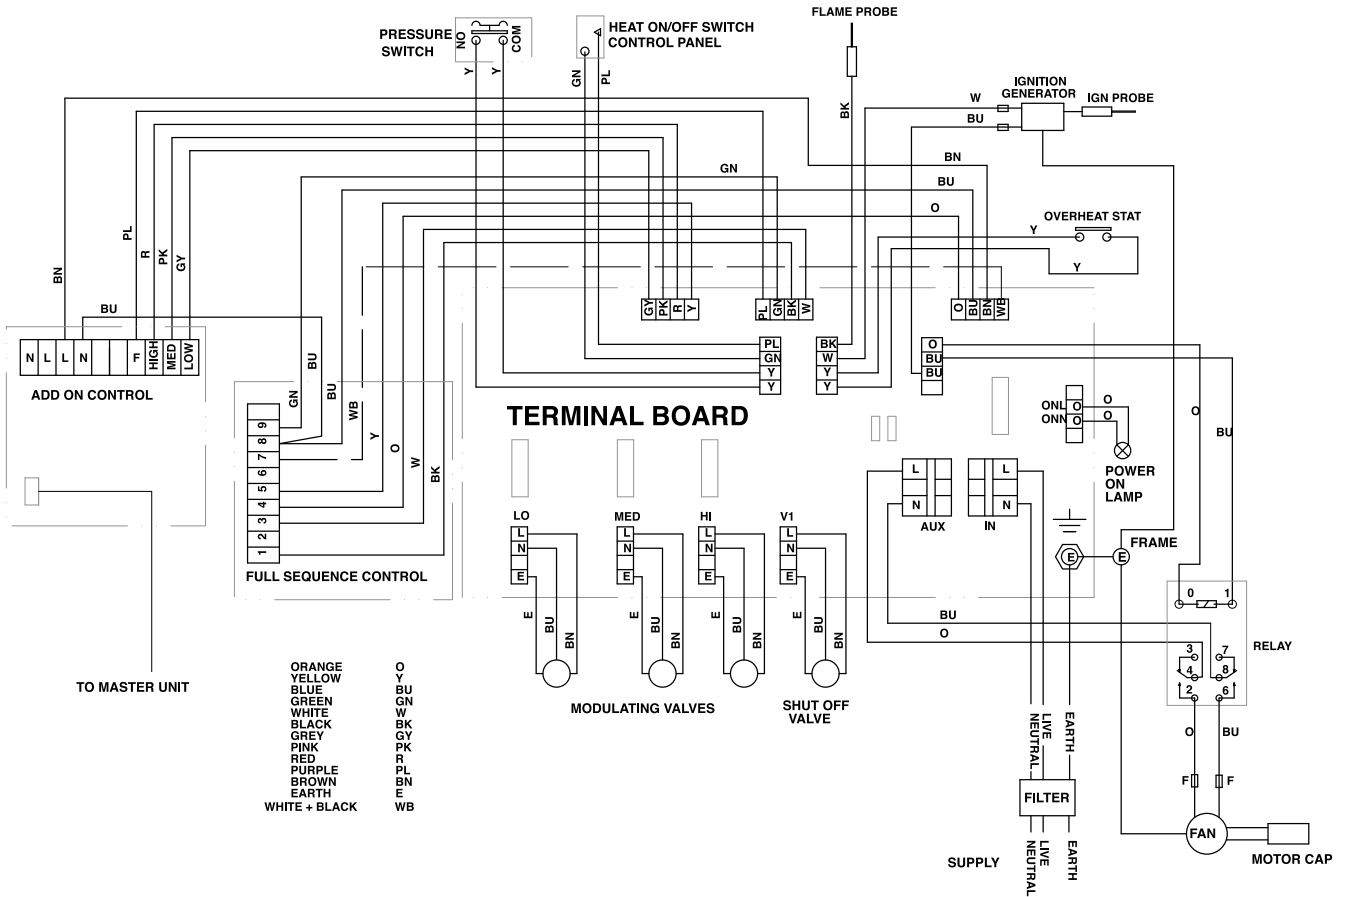 FLAME PROBE
PRESSURE
SWITCH
NO
COM
HEAT ON/OFF SWITCH
CONTROL PANEL
Y
Y
GN
PL
BK
IGNITION
GENERATOR
W
BU
IGN PROBE
BN
GN
BU
O
OVERHEAT STAT
Y
Y
BN
PL
R
PK
GY
BU
GY
PK
R
Y
PL
GN
BK
W
O
BU
BN
WB
N
L
L
N
F
HIGH
MED
LOW
ADD ON CONTROL
BU
GN
BU
WB
Y
O
W
BK
PL
GN
Y
Y
BK
W
Y
Y
O
BU
BU
TERMINAL BOARD
ONL
O
O
ONN
O
O
O
BU
POWER
ON
LAMP
9
8
7
6
5
4
3
2
1
FULL SEQUENCE CONTROL
L
N
AUX
L
N
IN
LO
L
N
E
MED
L
N
E
HI
L
N
E
V1
L
N
E
E
E
FRAME
E
BU
BN
E
BU
BN
E
BU
BN
E
BU
BN
BU
O
0
1
RELAY
3
7
4
8
2
6
MODULATING VALVES
SHUT OFF
VALVE
TO MASTER UNIT
ORANGE O
YELLOW Y
BLUE BU
GREEN GN
WHITE W
BLACK BK
GREY GY
PINK PK
RED R
PURPLE PL
BROWN BN
EARTH E
WHITE + BLACK WB
NEUTRAL
LIVE
EARTH
O
BU
F
F
FILTER
FAN
MOTOR CAP
SUPPLY
NEUTRAL
LIVE
EARTH